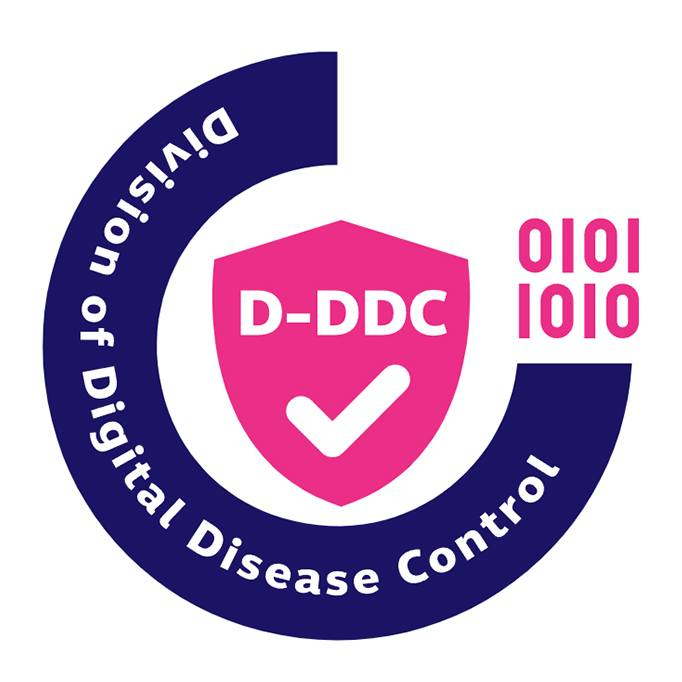 Division of Digital Disease Control
D-DDC
0101
1010